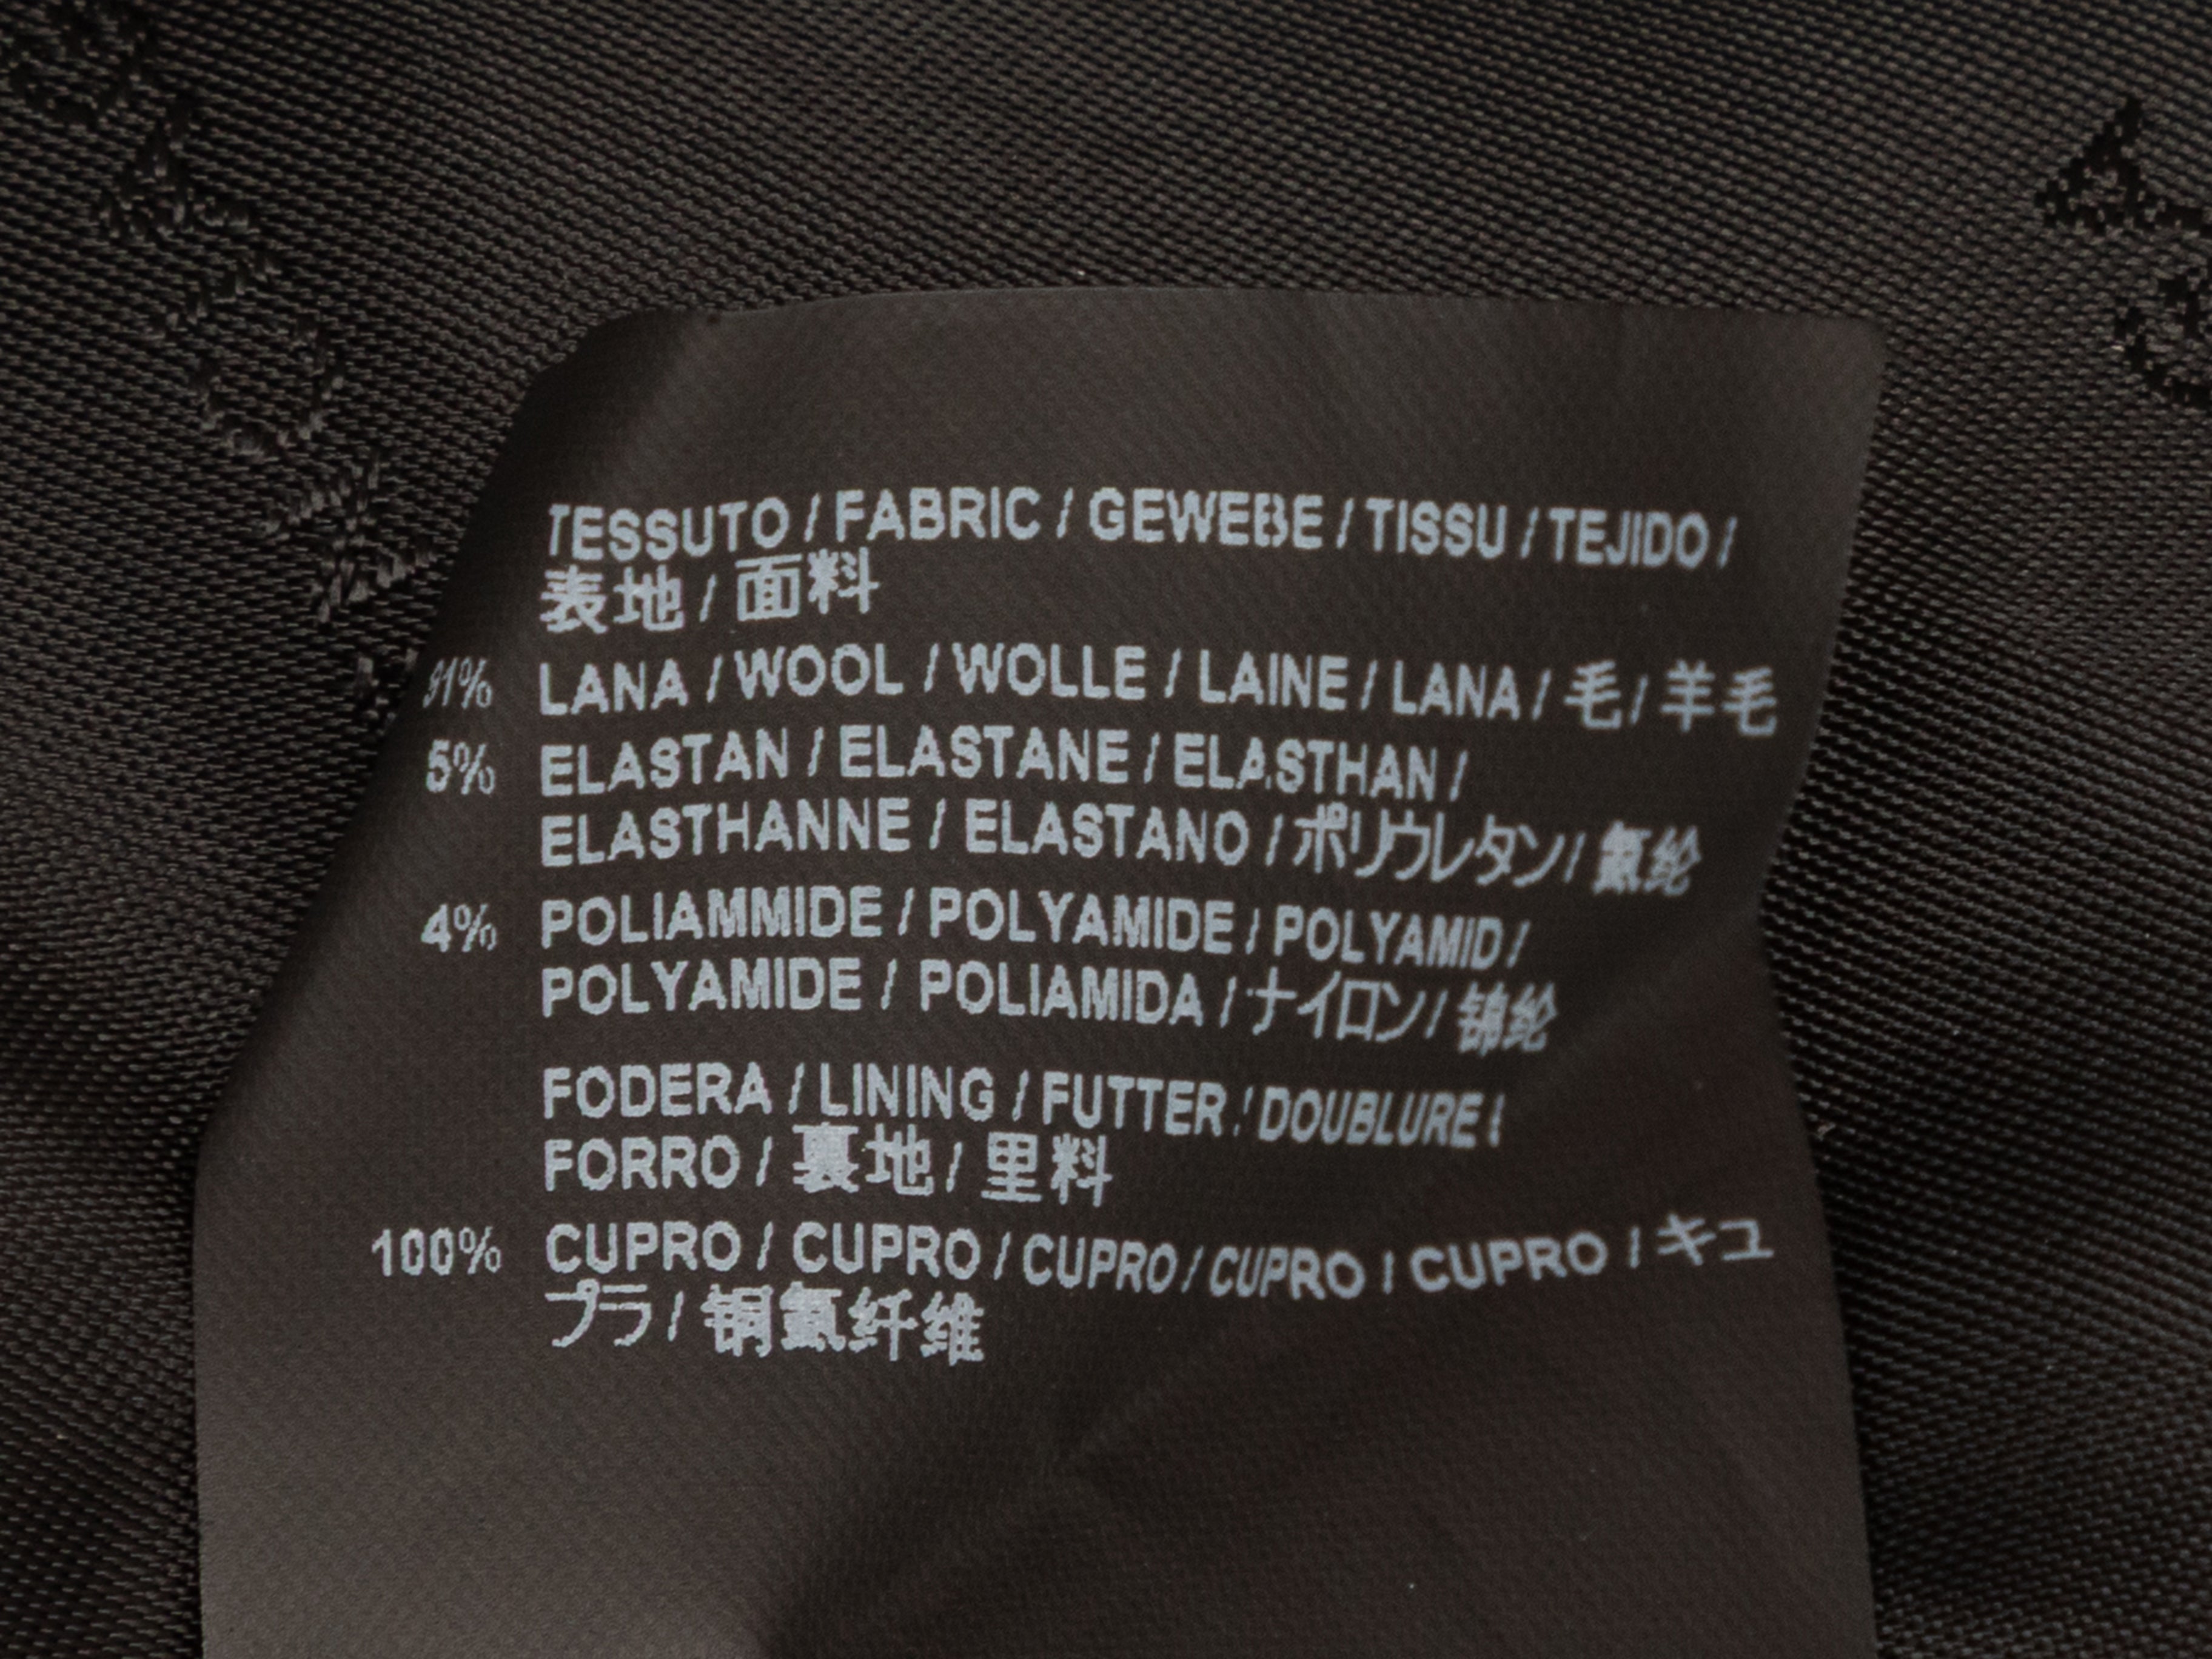 TESSUTO / FABRIC / GEWEBE / TISSU / TEJIDO /
表地 / 面料
91% LANA / WOOL / WOLLE / LAINE / LANA / 毛 / 羊毛
5% ELASTAN / ELASTANE / ELASTHAN /
ELASTHANNE / ELASTANO / ポリウレタン / 氨纶
4% POLIAMMIDE / POLYAMIDE / POLYAMID /
POLYAMIDE / POLIAMIDA / ナイロン / 锦纶
FODERA / LINING / FUTTER / DOUBLURE /
FORRO / 裏地 / 里料
100% CUPRO / CUPRO / CUPRO / CUPRO / CUPRO / キュ
プラ / 铜氨纤维